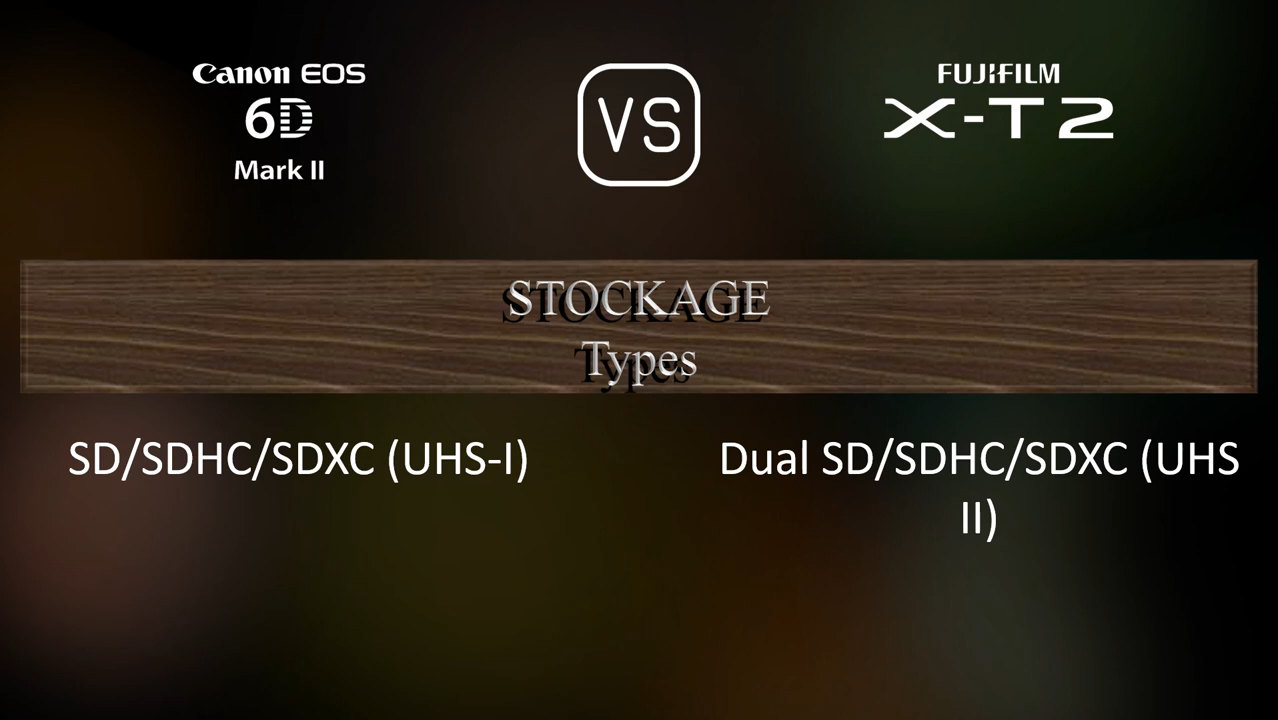 Canon EOS
6D
Mark II
VS
FUJIFILM
X-T2
STOCKAGE
Types
SD/SDHC/SDXC (UHS-I)
Dual SD/SDHC/SDXC (UHS
II)